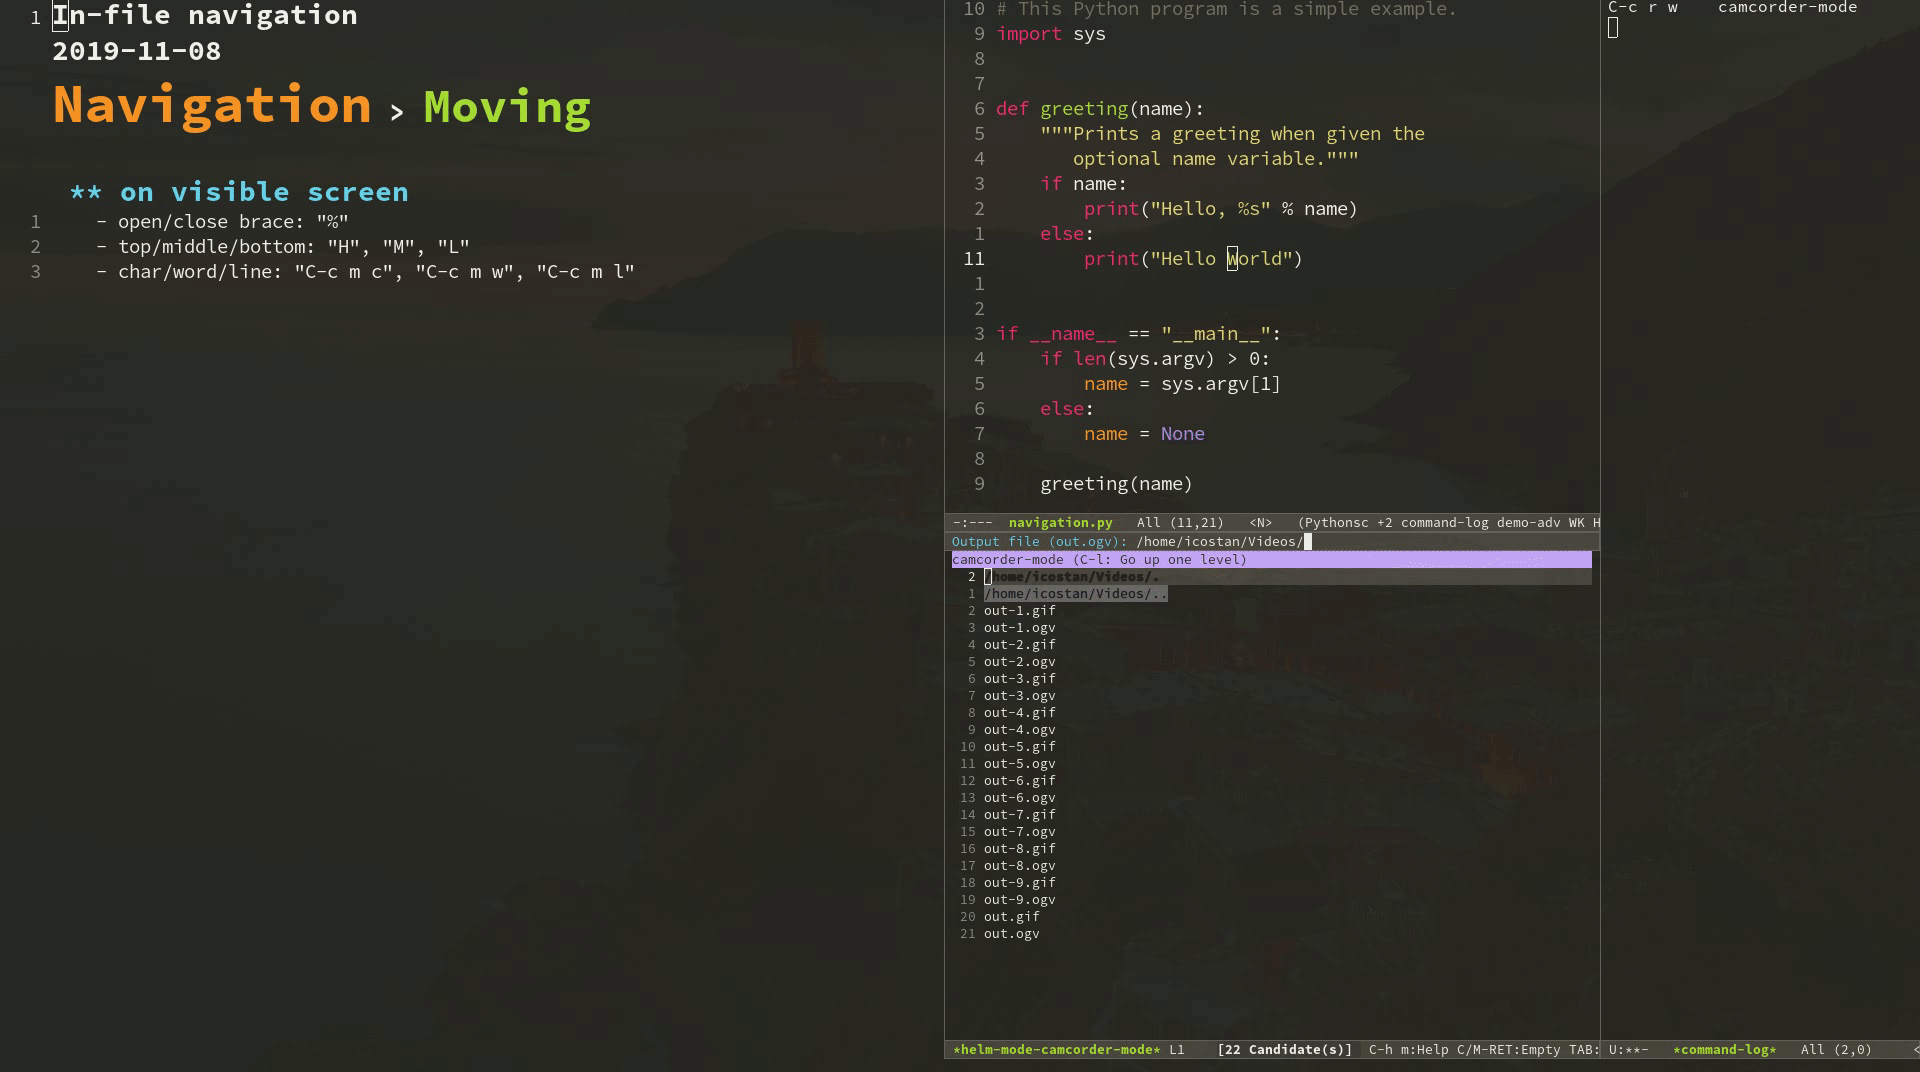 1 In-file navigation
2019-11-08
Navigation > Moving
** on visible screen
1 - open/close brace: "%"
2 - top/middle/bottom: "H", "M", "L"
3 - char/word/line: "C-c m c", "C-c m w", "C-c m l"
10 # This Python program is a simple example.
9 import sys
8
7
6 def greeting(name):
5 """Prints a greeting when given the
4 optional name variable."""
3 if name:
2 print("Hello, %s" % name)
1 else:
11 print("Hello World")
1
2
3 if __name__ == "__main__":
4 if len(sys.argv) > 0:
5 name = sys.argv[1]
6 else:
7 name = None
8
9 greeting(name)
-:--- navigation.py All (11,21) <N> (Pythonsc +2 command-log demo-adv WK H
Output file (out.ogv): /home/icostan/Videos/
camcorder-mode (C-l: Go up one level)
2 /home/icostan/Videos/.
1 /home/icostan/Videos/..
2 out-1.gif
3 out-1.ogv
4 out-2.gif
5 out-2.ogv
6 out-3.gif
7 out-3.ogv
8 out-4.gif
9 out-4.ogv
10 out-5.gif
11 out-5.ogv
12 out-6.gif
13 out-6.ogv
14 out-7.gif
15 out-7.ogv
16 out-8.gif
17 out-8.ogv
18 out-9.gif
19 out-9.ogv
20 out.gif
21 out.ogv
*helm-mode-camcorder-mode* L1 [22 Candidate(s)] C-h m:Help C/M-RET:Empty TAB:
C-c r w camcorder-mode
U:**- *command-log* All (2,0) <